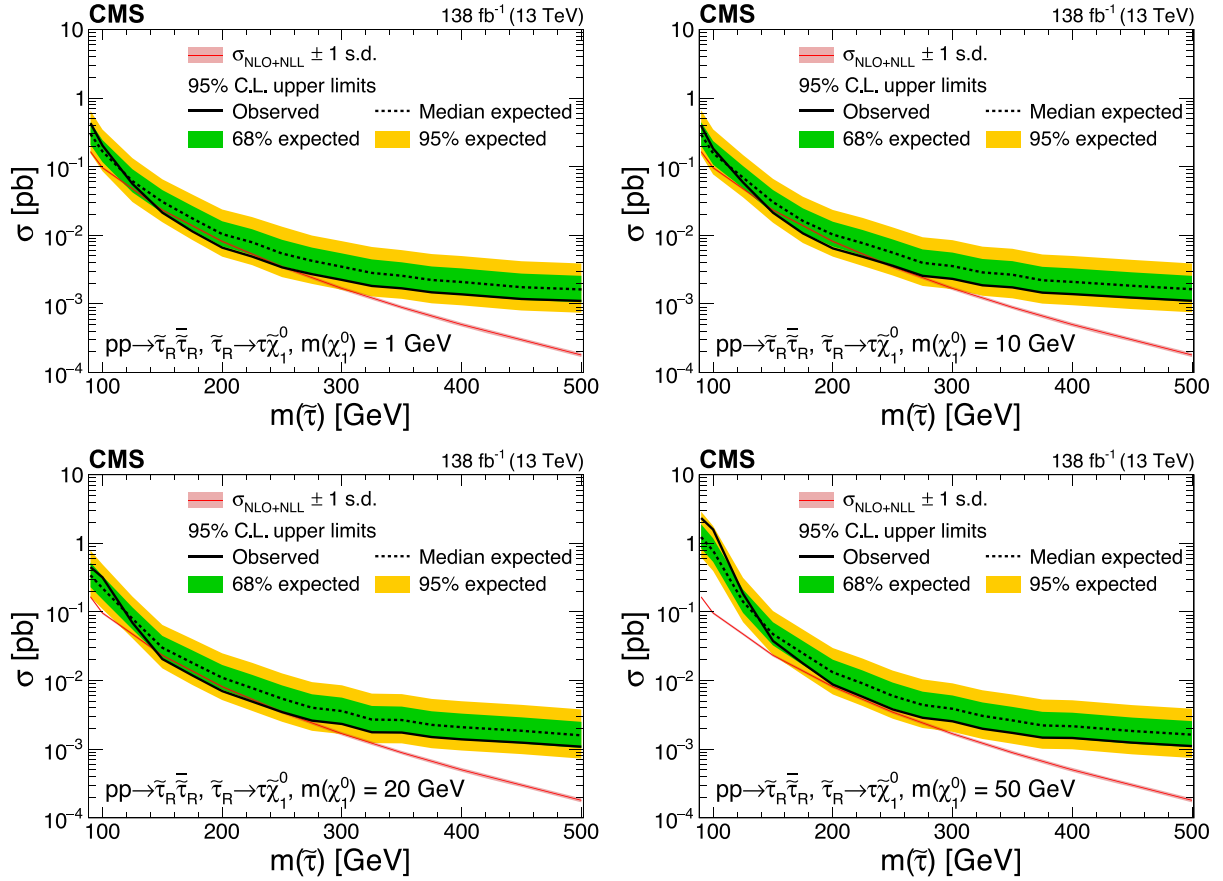 CMS 138 fb⁻¹ (13 TeV)
σ_NLO+NLL ± 1 s.d.
95% C.L. upper limits
Observed Median expected
68% expected 95% expected
10
1
10⁻¹
10⁻²
10⁻³
10⁻⁴
σ [pb]
pp→τ̃_R τ̃̅_R, τ̃_R→τχ̃₁⁰, m(χ₁⁰) = 1 GeV
100 200 300 400 500
m(τ̃) [GeV]
CMS 138 fb⁻¹ (13 TeV)
σ_NLO+NLL ± 1 s.d.
95% C.L. upper limits
Observed Median expected
68% expected 95% expected
10
1
10⁻¹
10⁻²
10⁻³
10⁻⁴
σ [pb]
pp→τ̃_R τ̃̅_R, τ̃_R→τχ̃₁⁰, m(χ₁⁰) = 10 GeV
100 200 300 400 500
m(τ̃) [GeV]
CMS 138 fb⁻¹ (13 TeV)
σ_NLO+NLL ± 1 s.d.
95% C.L. upper limits
Observed Median expected
68% expected 95% expected
10
1
10⁻¹
10⁻²
10⁻³
10⁻⁴
σ [pb]
pp→τ̃_R τ̃̅_R, τ̃_R→τχ̃₁⁰, m(χ₁⁰) = 20 GeV
100 200 300 400 500
m(τ̃) [GeV]
CMS 138 fb⁻¹ (13 TeV)
σ_NLO+NLL ± 1 s.d.
95% C.L. upper limits
Observed Median expected
68% expected 95% expected
10
1
10⁻¹
10⁻²
10⁻³
10⁻⁴
σ [pb]
pp→τ̃_R τ̃̅_R, τ̃_R→τχ̃₁⁰, m(χ₁⁰) = 50 GeV
100 200 300 400 500
m(τ̃) [GeV]